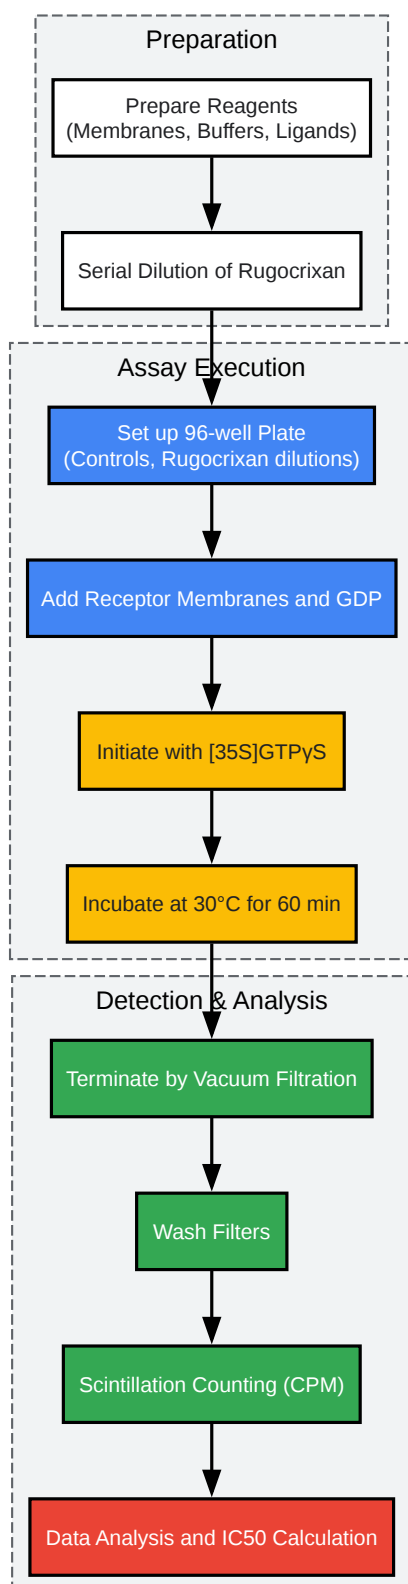 Preparation
Prepare Reagents
(Membranes, Buffers, Ligands)
Serial Dilution of Rugocrixan
Assay Execution
Set up 96-well Plate
(Controls, Rugocrixan dilutions)
Add Receptor Membranes and GDP
Initiate with [35S]GTPγS
Incubate at 30°C for 60 min
Detection & Analysis
Terminate by Vacuum Filtration
Wash Filters
Scintillation Counting (CPM)
Data Analysis and IC50 Calculation